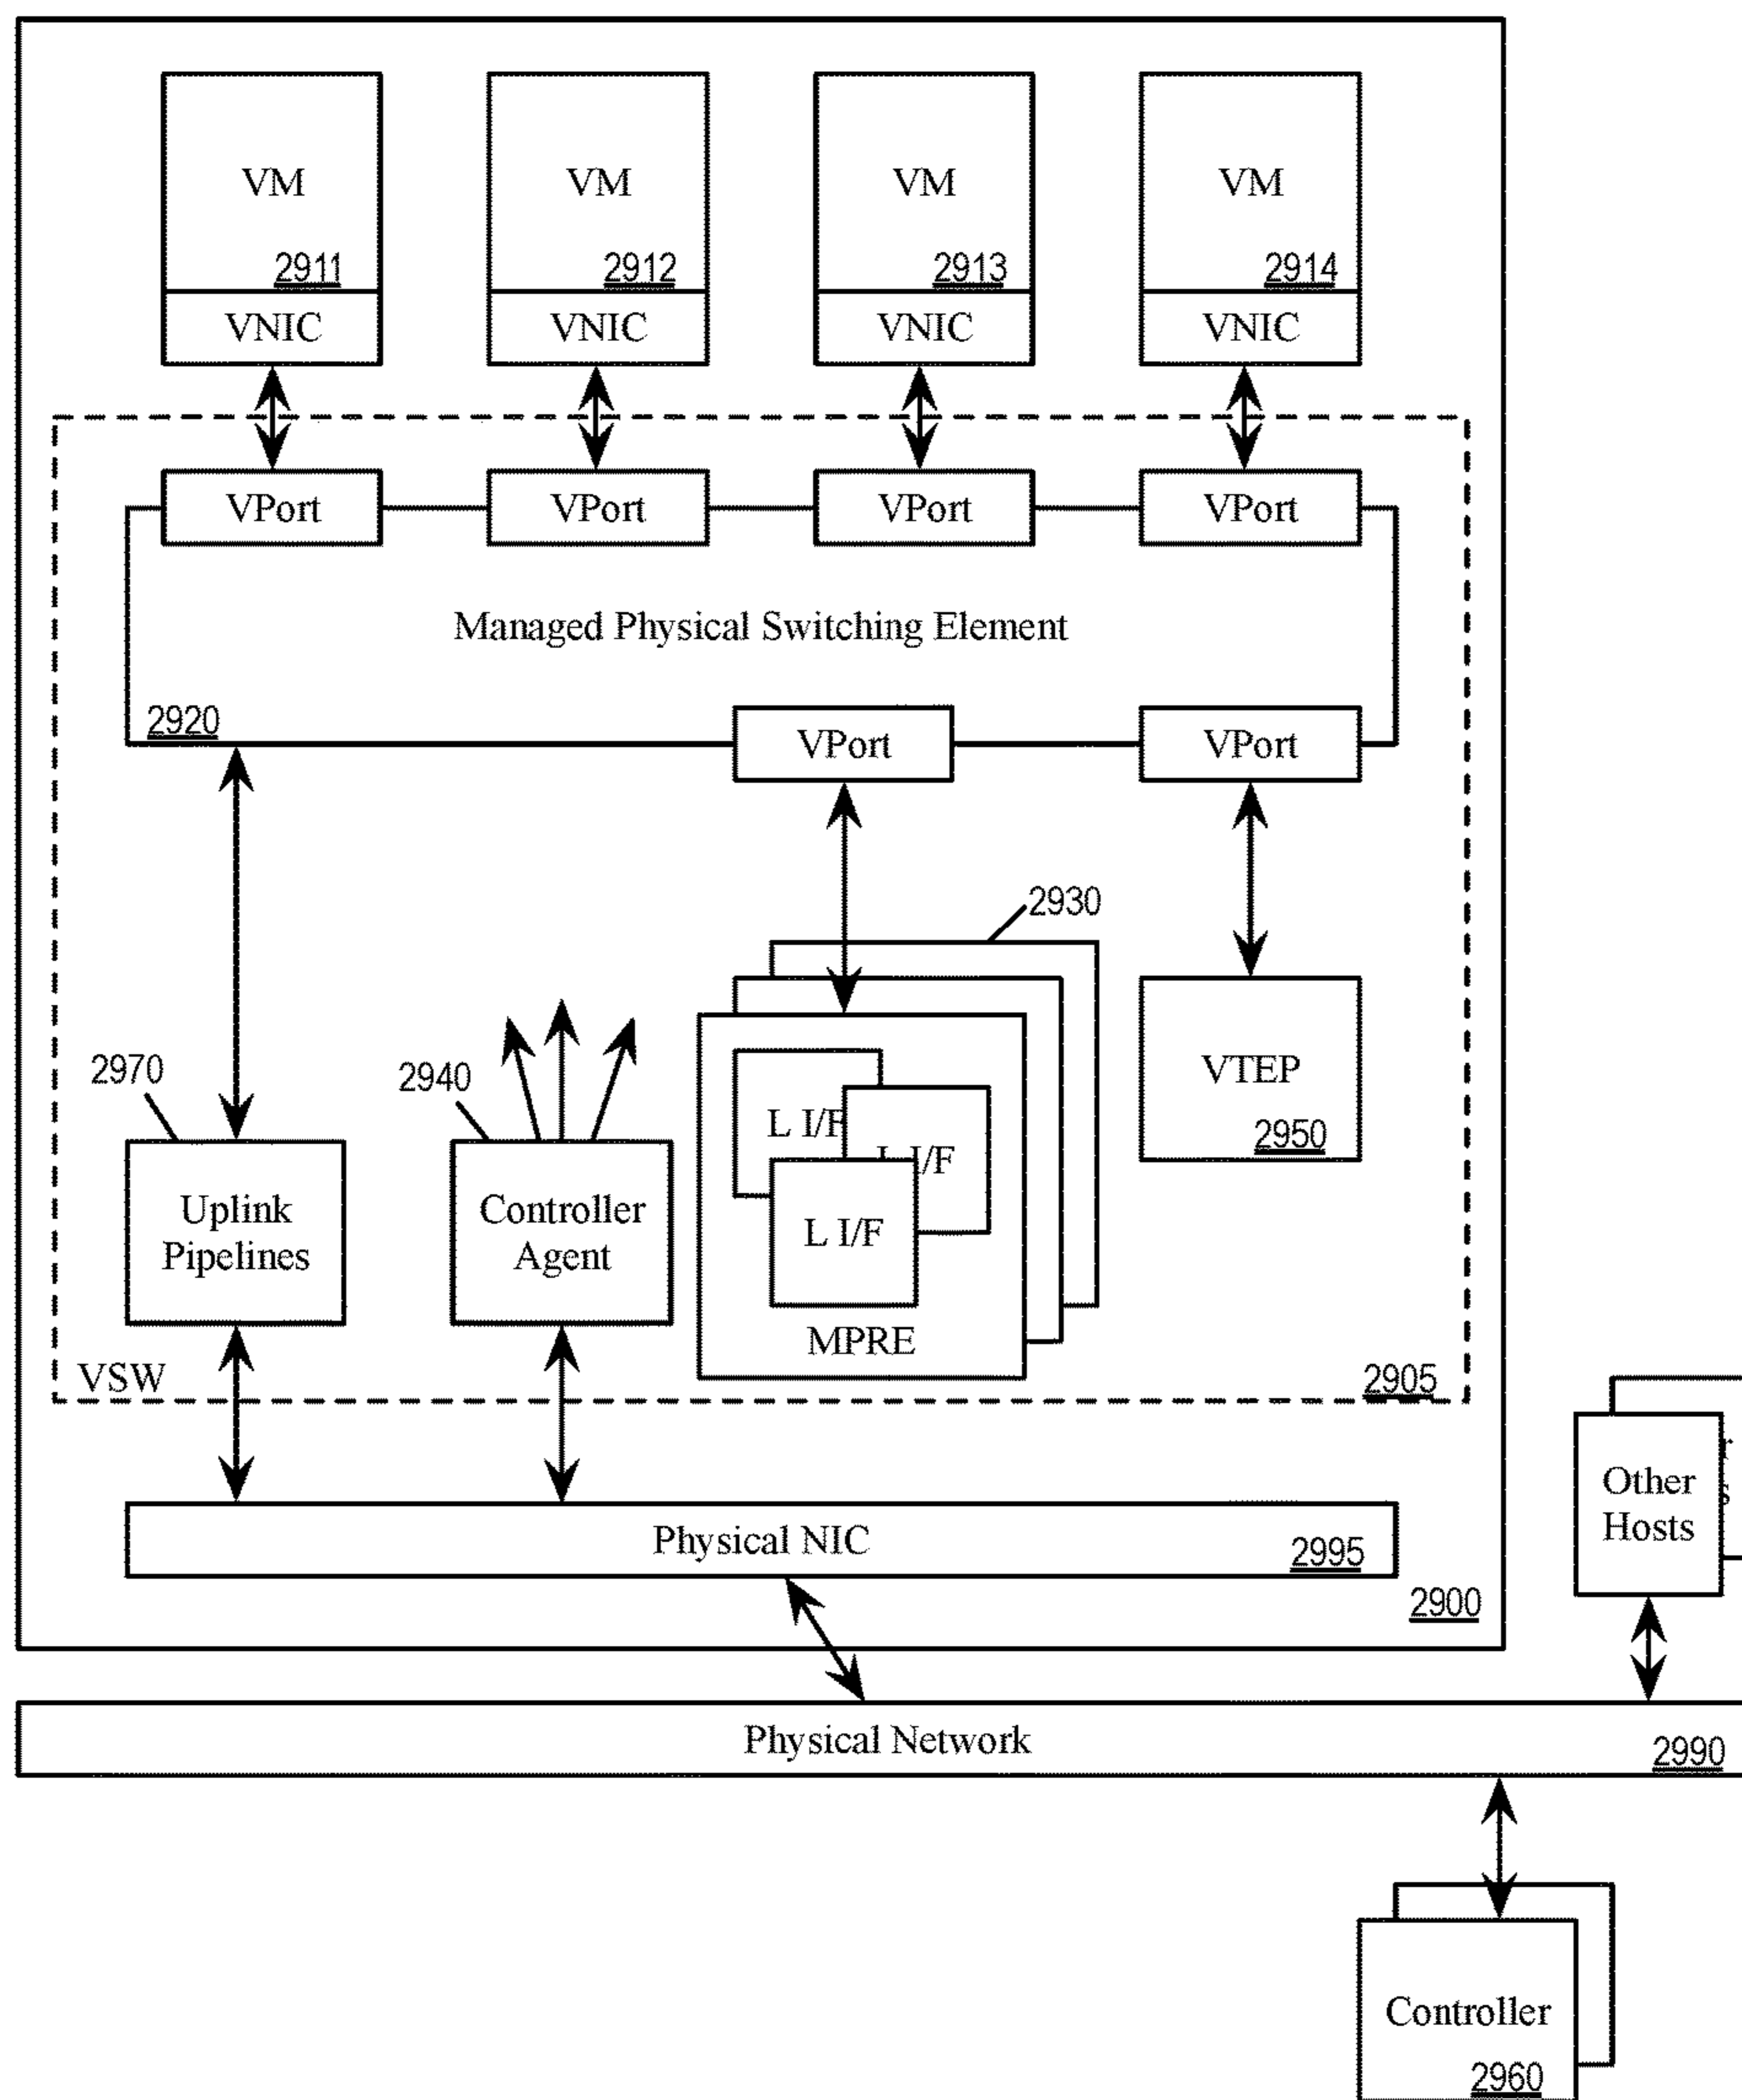 VM
VM
VM
VM
2911
2912
2913
2914
VNIC
VNIC
VNIC
VNIC
VPort
VPort
VPort
VPort
Managed Physical Switching Element
2920
VPort
VPort
2930
2970
2940
Uplink
Pipelines
Controller
Agent
L I/F
I/F
L I/F
MPRE
VTEP
2950
VSW
2905
Other
Hosts
Physical NIC
2995
2900
Physical Network
2990
Controller
2960